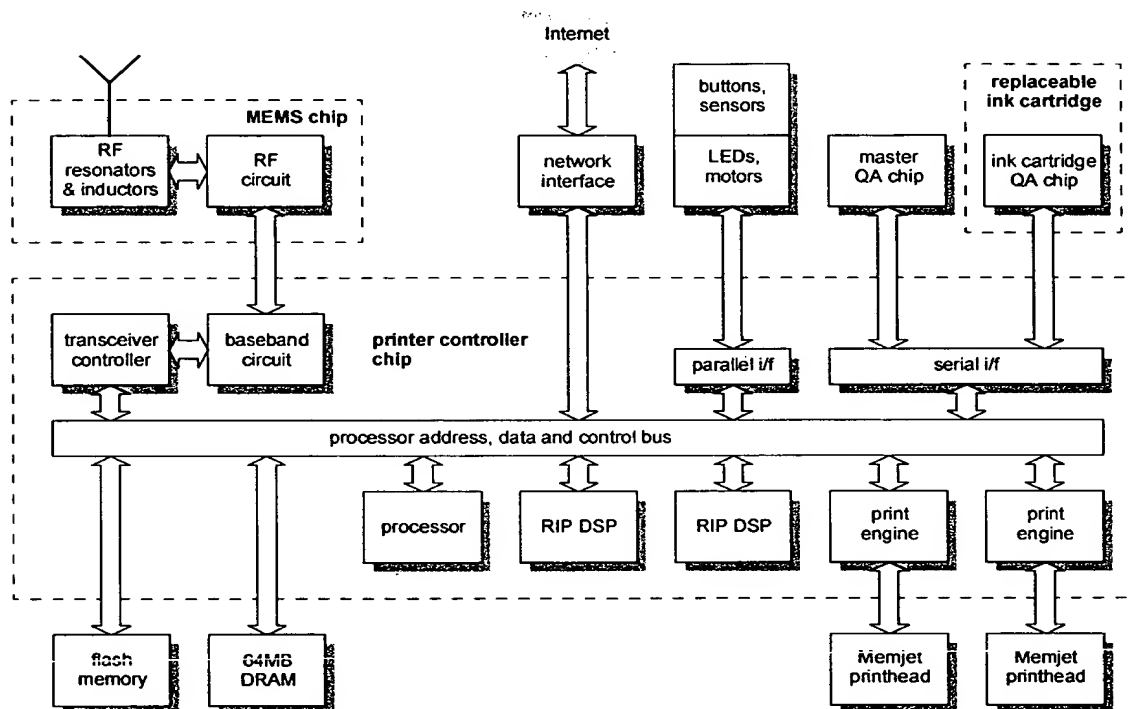 Internet
MEMS chip
RF
resonators
& inductors
RF
circuit
network
interface
buttons,
sensors
LEDs,
motors
master
QA chip
replaceable
ink cartridge
ink cartridge
QA chip
transceiver
controller
baseband
circuit
printer controller
chip
parallel i/f
serial i/f
processor address, data and control bus
processor
RIP DSP
RIP DSP
print
engine
print
engine
flash
memory
64MB
DRAM
Memjet
printhead
Memjet
printhead